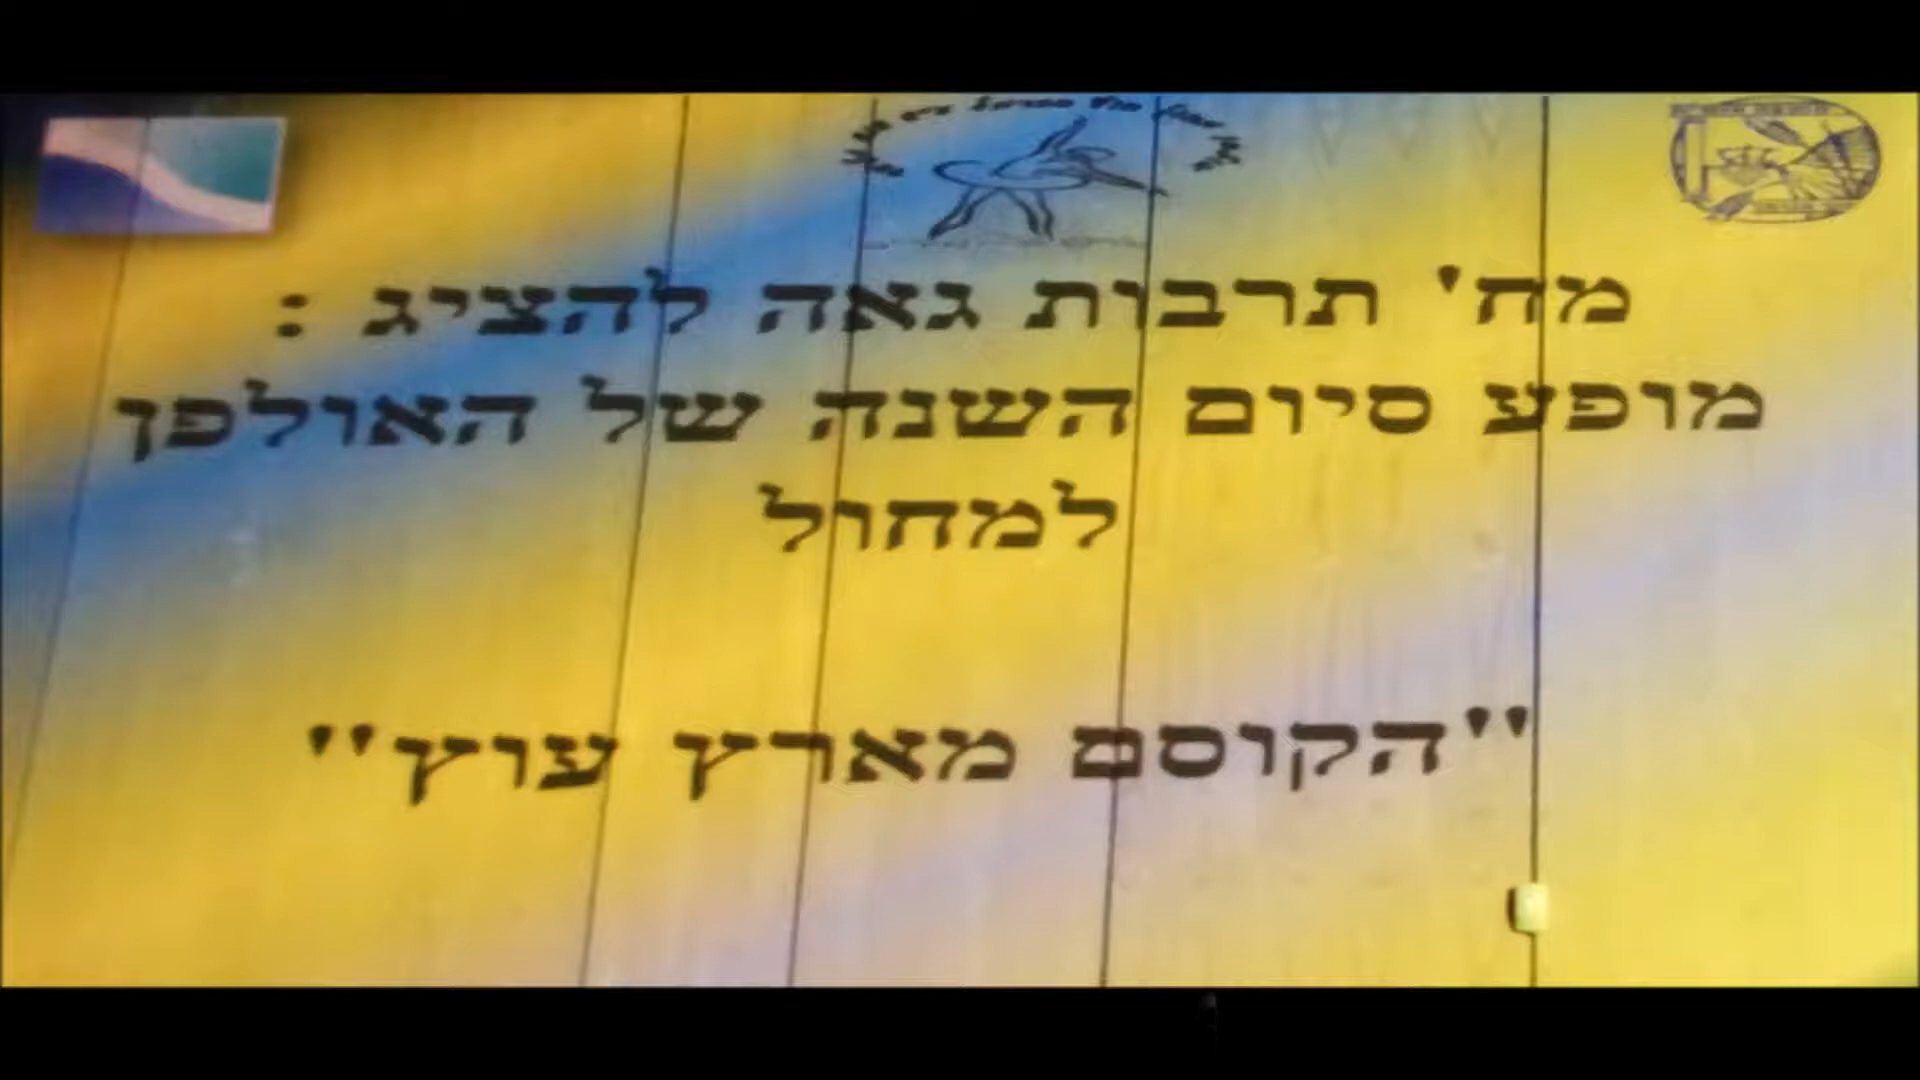 מח' תרבות גאה להציג :
מופע סיום השנה של האולפן
למחול
"הקוסם מארץ עוץ"